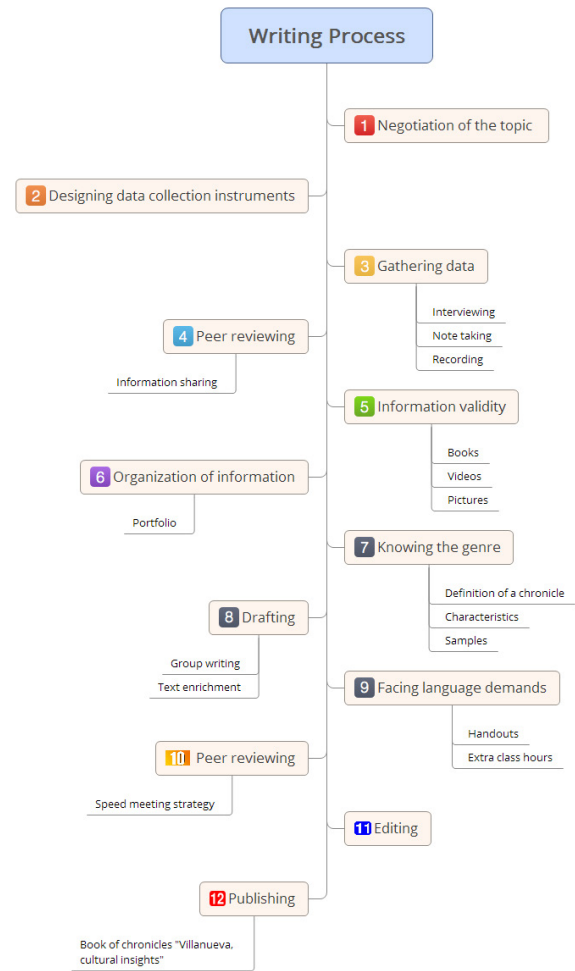 Writing Process
1 Negotiation of the topic
2 Designing data collection instruments
3 Gathering data
Interviewing
Note taking
Recording
4 Peer reviewing
Information sharing
5 Information validity
Books
Videos
Pictures
6 Organization of information
Portfolio
7 Knowing the genre
Definition of a chronicle
Characteristics
Samples
8 Drafting
Group writing
Text enrichment
9 Facing language demands
Handouts
Extra class hours
10 Peer reviewing
Speed meeting strategy
11 Editing
12 Publishing
Book of chronicles "Villanueva,
cultural insights"